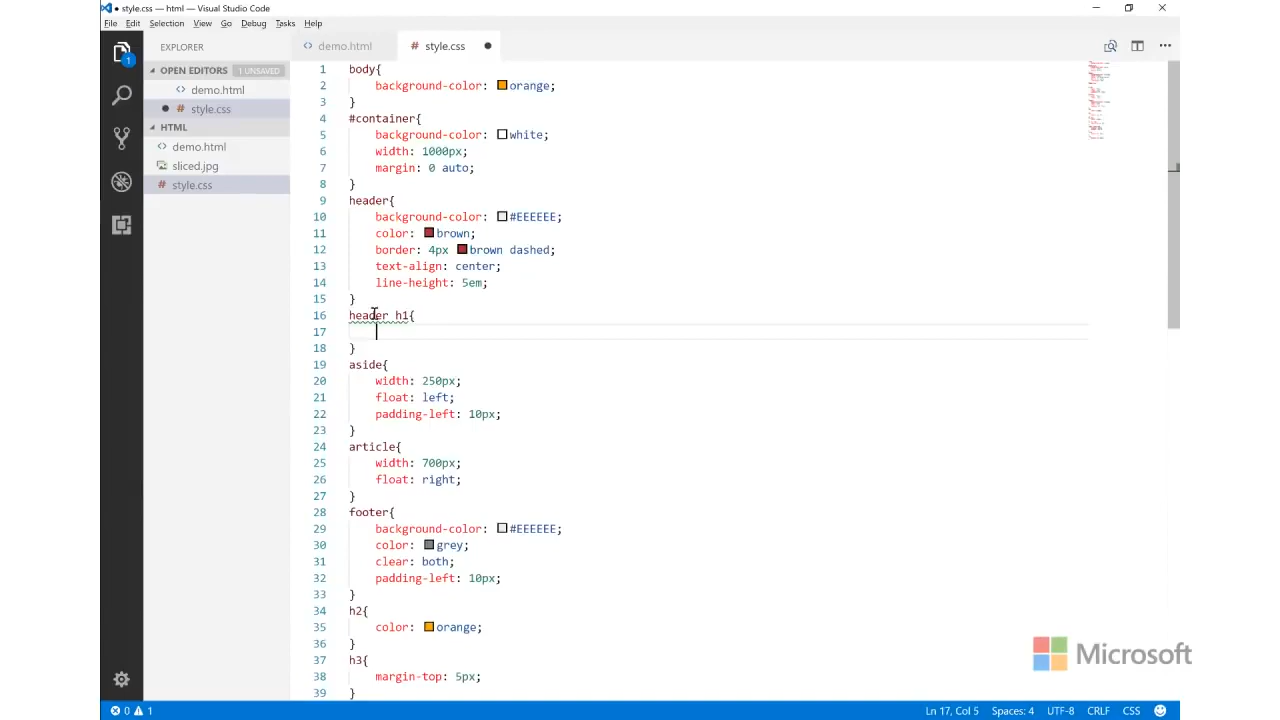 style.css — html — Visual Studio Code
File Edit Selection View Go Debug Tasks Help
EXPLORER
demo.html
style.css
OPEN EDITORS 1 UNSAVED
demo.html
style.css
HTML
demo.html
sliced.jpg
style.css
1
1 body{
2 background-color: orange;
3 }
4 #container{
5 background-color: white;
6 width: 1000px;
7 margin: 0 auto;
8 }
9 header{
10 background-color: #EEEEEE;
11 color: brown;
12 border: 4px brown dashed;
13 text-align: center;
14 line-height: 5em;
15 }
16 header h1{
17
18 }
19 aside{
20 width: 250px;
21 float: left;
22 padding-left: 10px;
23 }
24 article{
25 width: 700px;
26 float: right;
27 }
28 footer{
29 background-color: #EEEEEE;
30 color: grey;
31 clear: both;
32 padding-left: 10px;
33 }
34 h2{
35 color: orange;
36 }
37 h3{
38 margin-top: 5px;
39 }
Microsoft
0 1 Ln 17, Col 5 Spaces: 4 UTF-8 CRLF CSS